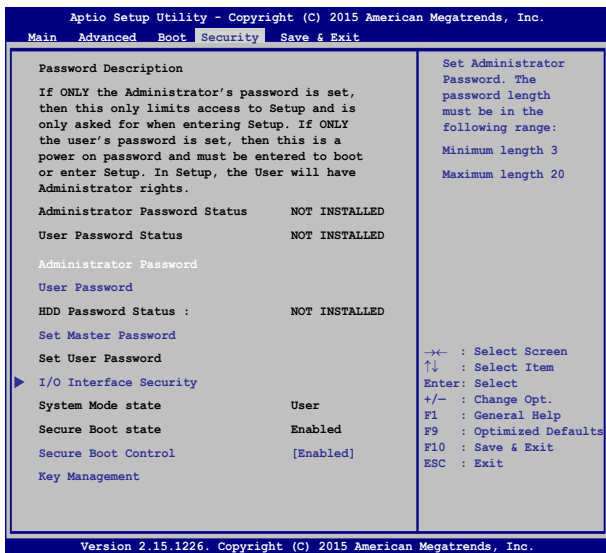 Aptio Setup Utility - Copyright (C) 2015 American Megatrends, Inc.
Main Advanced Boot Security Save & Exit
Password Description
If ONLY the Administrator's password is set,
then this only limits access to Setup and is
only asked for when entering Setup. If ONLY
the user's password is set, then this is a
power on password and must be entered to boot
or enter Setup. In Setup, the User will have
Administrator rights.
Administrator Password Status NOT INSTALLED
User Password Status NOT INSTALLED
Administrator Password
User Password
HDD Password Status : NOT INSTALLED
Set Master Password
Set User Password
I/O Interface Security
System Mode state User
Secure Boot state Enabled
Secure Boot Control [Enabled]
Key Management
Set Administrator
Password. The
password length
must be in the
following range:
Minimum length 3
Maximum length 20
→← : Select Screen
↑↓ : Select Item
Enter: Select
+/— : Change Opt.
F1 : General Help
F9 : Optimized Defaults
F10 : Save & Exit
ESC : Exit
Version 2.15.1226. Copyright (C) 2015 American Megatrends, Inc.